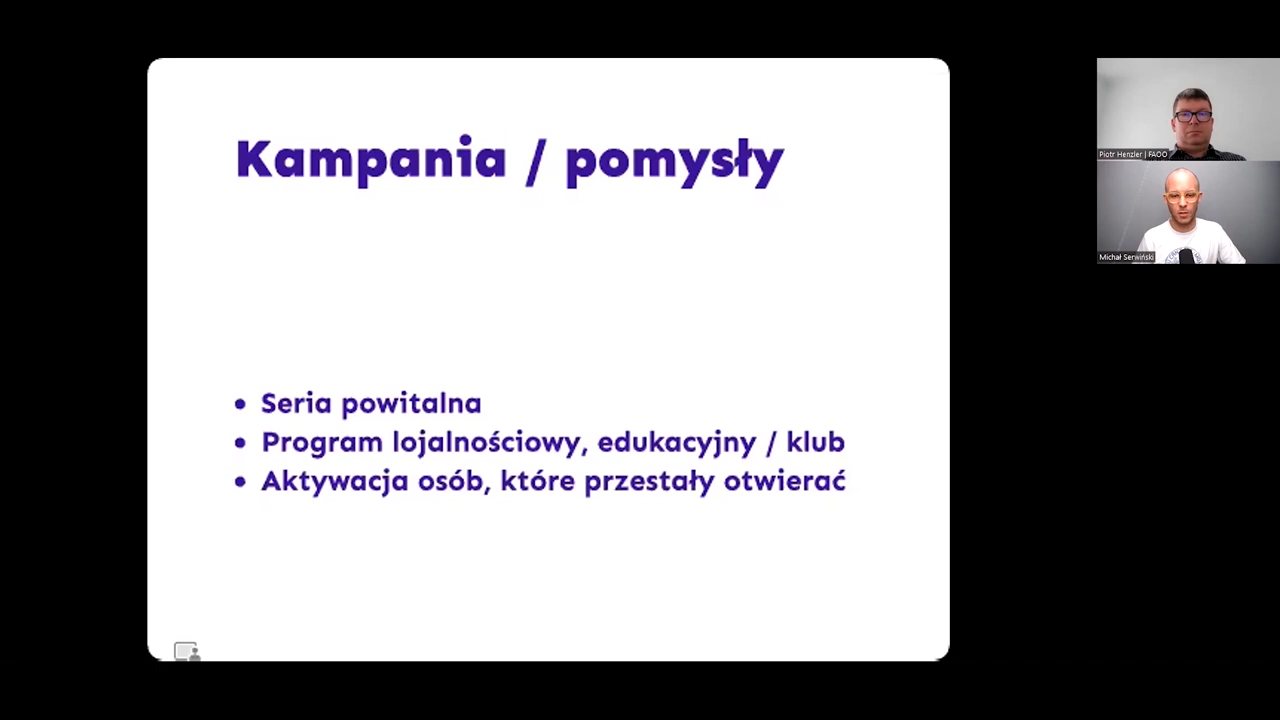 Kampania / pomysły
• Seria powitalna
• Program lojalnościowy, edukacyjny / klub
• Aktywacja osób, które przestały otwierać
Piotr Henzler | FAOO
Michał Serwiński